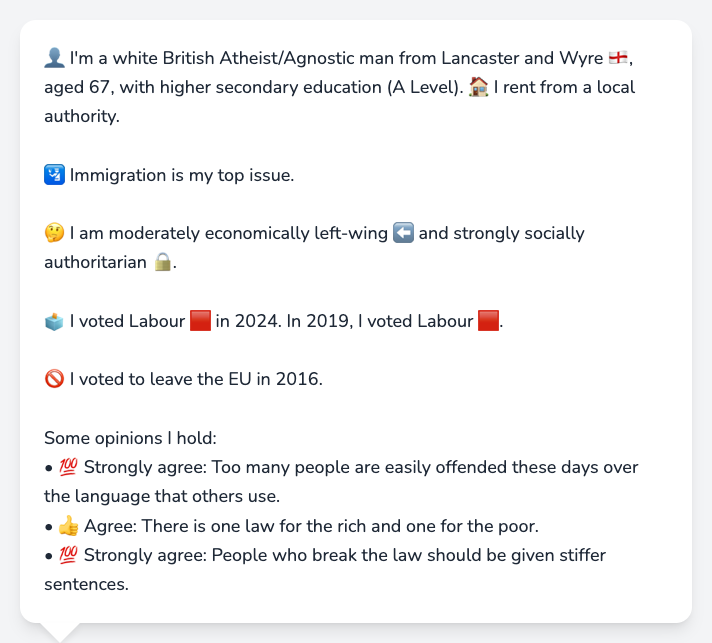 👤 I'm a white British Atheist/Agnostic man from Lancaster and Wyre 🏴󠁧󠁢󠁥󠁮󠁧󠁿,
aged 67, with higher secondary education (A Level). 🏠 I rent from a local
authority.
🛂 Immigration is my top issue.
🤔 I am moderately economically left-wing ⬅️ and strongly socially
authoritarian 🔒.
🗳️ I voted Labour 🟥 in 2024. In 2019, I voted Labour 🟥.
🚫 I voted to leave the EU in 2016.
Some opinions I hold:
• 💯 Strongly agree: Too many people are easily offended these days over
the language that others use.
• 👍 Agree: There is one law for the rich and one for the poor.
• 💯 Strongly agree: People who break the law should be given stiffer
sentences.